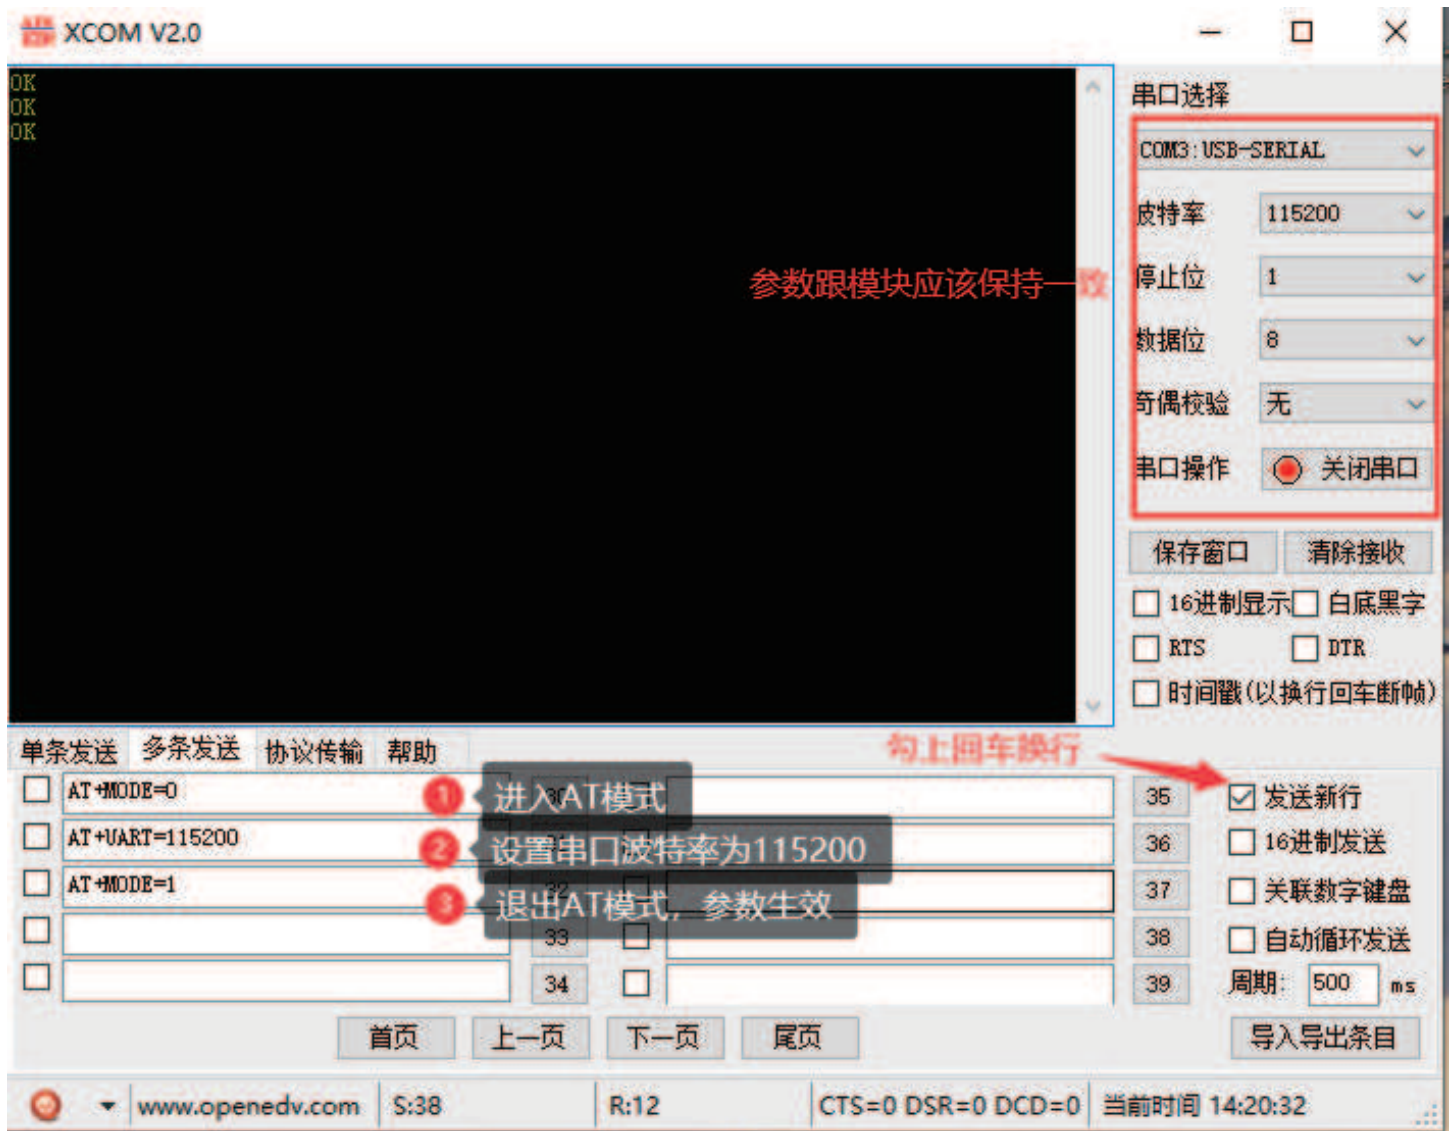 XCOM V2.0
OK
OK
OK
串口选择
COM3:USB-SERIAL
波特率 115200
参数跟模块应该保持一致
停止位 1
数据位 8
奇偶校验 无
串口操作 关闭串口
保存窗口 清除接收
16进制显示 白底黑字
RTS DTR
时间戳(以换行回车断帧)
单条发送 多条发送 协议传输 帮助
勾上回车换行
AT+MODE=0 1 进入AT模式 35 发送新行
AT+UART=115200 2 设置串口波特率为115200 36 16进制发送
AT+MODE=1 3 退出AT模式，参数生效 37 关联数字键盘
33 38 自动循环发送
34 39 周期: 500 ms
首页 上一页 下一页 尾页 导入导出条目
www.openedv.com S:38 R:12 CTS=0 DSR=0 DCD=0 当前时间 14:20:32